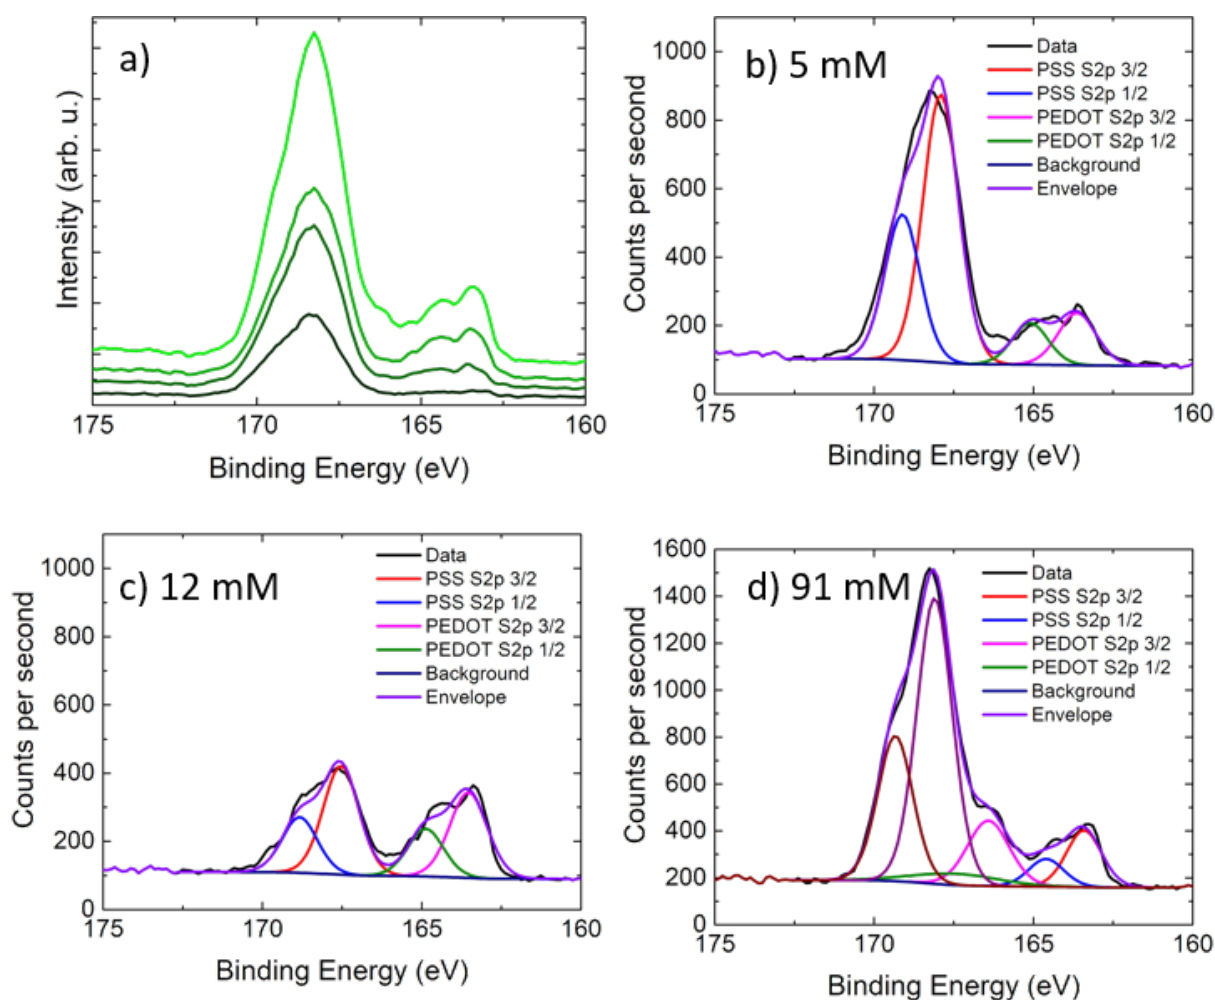 a)
Intensity (arb. u.)
175 170 165 160
Binding Energy (eV)
b) 5 mM
Data
PSS S2p 3/2
PSS S2p 1/2
PEDOT S2p 3/2
PEDOT S2p 1/2
Background
Envelope
Counts per second
1000
800
600
400
200
0
175 170 165 160
Binding Energy (eV)
c) 12 mM
Data
PSS S2p 3/2
PSS S2p 1/2
PEDOT S2p 3/2
PEDOT S2p 1/2
Background
Envelope
Counts per second
1000
800
600
400
200
0
175 170 165 160
Binding Energy (eV)
d) 91 mM
Data
PSS S2p 3/2
PSS S2p 1/2
PEDOT S2p 3/2
PEDOT S2p 1/2
Background
Envelope
Counts per second
1600
1400
1200
1000
800
600
400
200
0
175 170 165 160
Binding Energy (eV)